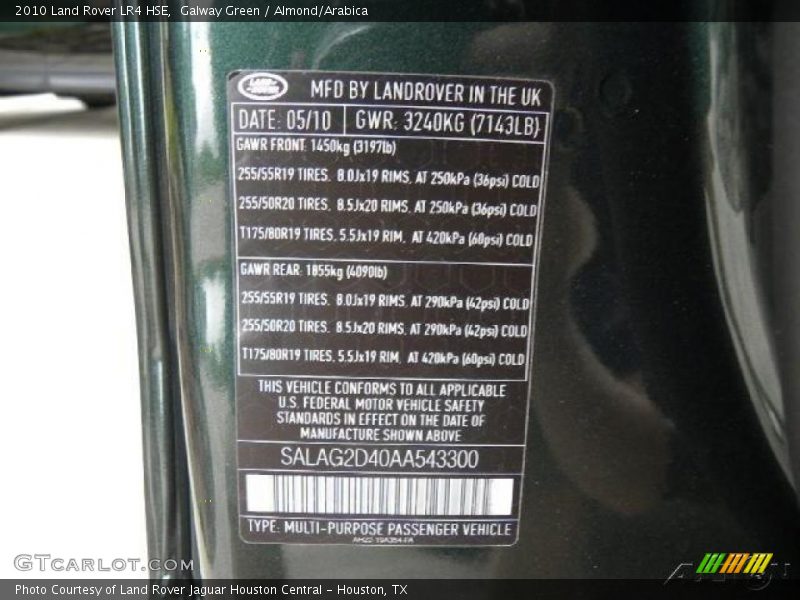 2010 Land Rover LR4 HSE,  Galway Green / Almond/Arabica
LAND ROVER
MFD BY LANDROVER IN THE UK
DATE: 05/10  GWR: 3240KG (7143LB)
GAWR FRONT: 1450kg (3197lb)
255/55R19 TIRES,  8.0Jx19 RIMS, AT 250kPa (36psi) COLD
255/50R20 TIRES,  8.5Jx20 RIMS, AT 250kPa (36psi) COLD
T175/80R19 TIRES, 5.5Jx19 RIM,  AT 420kPa (60psi) COLD
GAWR REAR: 1855kg (4090lb)
255/55R19 TIRES,  8.0Jx19 RIMS, AT 290kPa (42psi) COLD
255/50R20 TIRES,  8.5Jx20 RIMS, AT 290kPa (42psi) COLD
T175/80R19 TIRES, 5.5Jx19 RIM,  AT 420kPa (60psi) COLD
THIS VEHICLE CONFORMS TO ALL APPLICABLE
U.S. FEDERAL MOTOR VEHICLE SAFETY
STANDARDS IN EFFECT ON THE DATE OF
MANUFACTURE SHOWN ABOVE
SALAG2D40AA543300
TYPE: MULTI-PURPOSE PASSENGER VEHICLE
GTCarLot.com
Photo Courtesy of Land Rover Jaguar Houston Central - Houston, TX